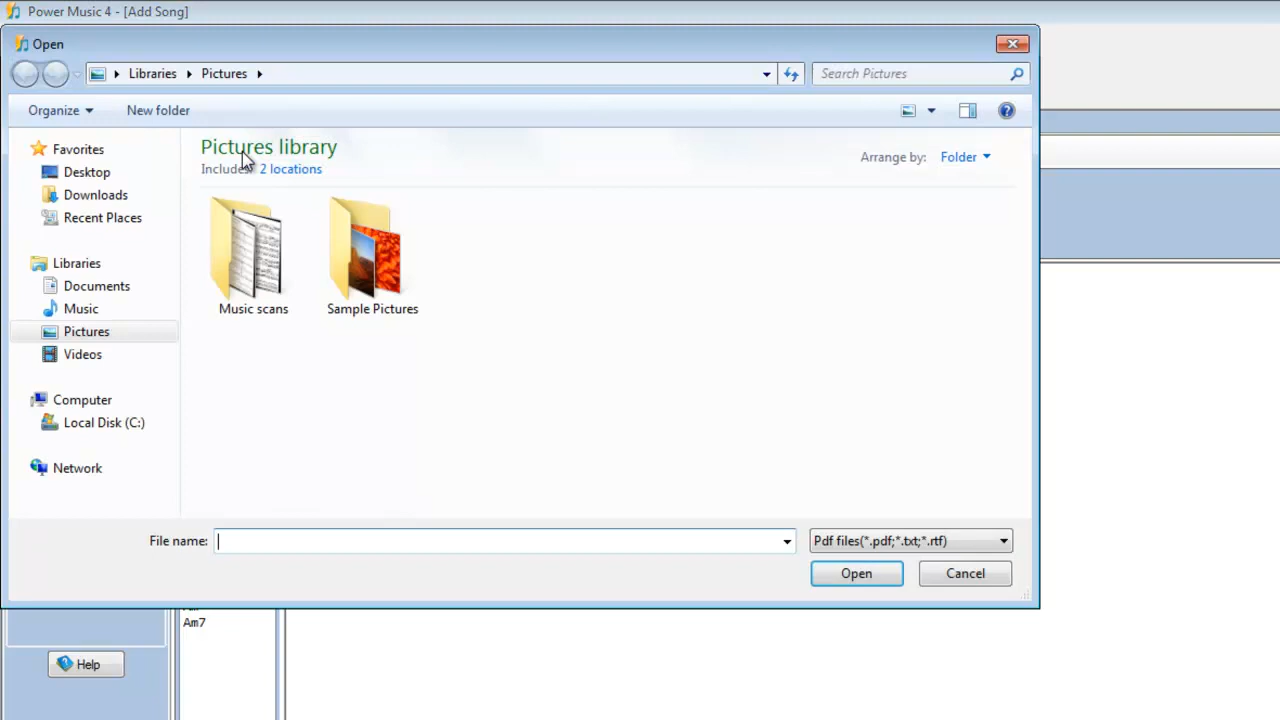 Power Music 4 - [Add Song]
Open
Libraries Pictures
Search Pictures
Organize New folder
Pictures library
Includes: 2 locations
Arrange by: Folder
Favorites
Desktop
Downloads
Recent Places
Libraries
Documents
Music
Pictures
Videos
Computer
Local Disk (C:)
Network
Music scans
Sample Pictures
File name:
Pdf files(*.pdf;*.txt;*.rtf)
Open Cancel
Am7
Help